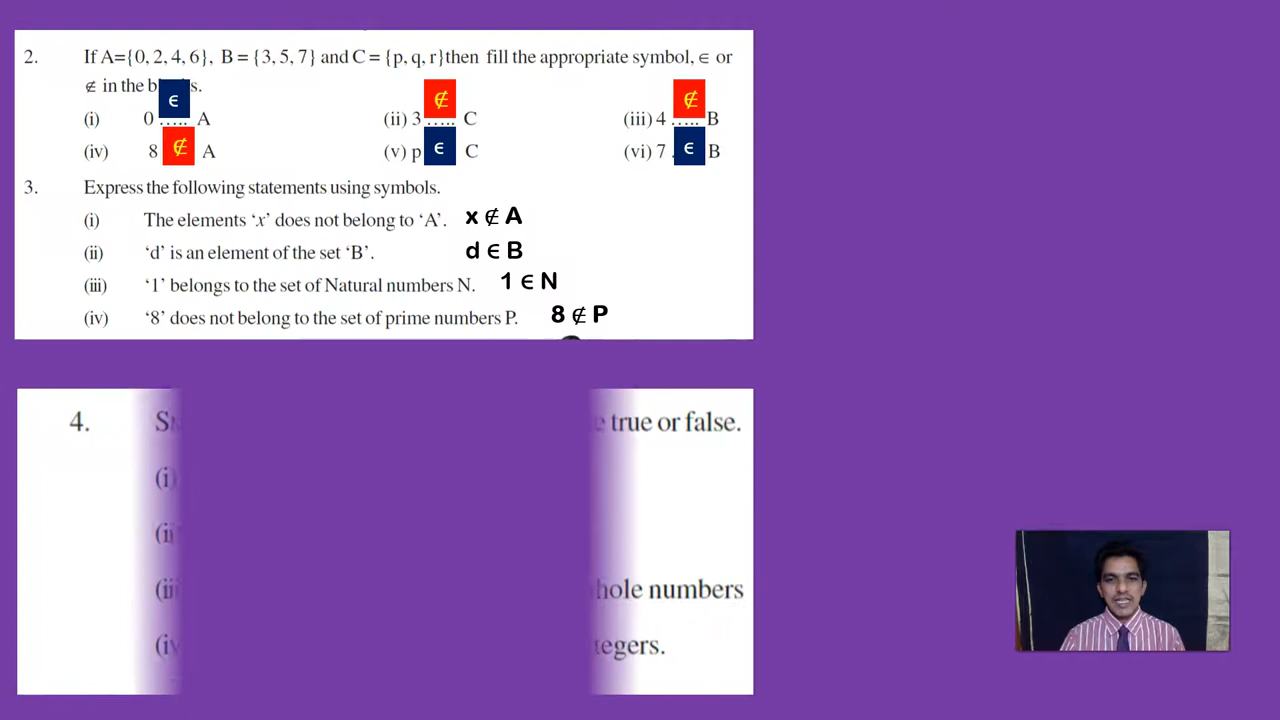 2. If A={0, 2, 4, 6}, B = {3, 5, 7} and C = {p, q, r}then fill the appropriate symbol, ∈ or
∉ in the
(i) 0 ..... ∈ A (ii) 3 ..... ∉ C (iii) 4 ..... ∉ B
(iv) 8 ∉ A (v) p ∈ C (vi) 7 ∈ B
3. Express the following statements using symbols.
(i) The elements ‘x’ does not belong to ‘A’. x ∉ A
(ii) ‘d’ is an element of the set ‘B’. d ∈ B
(iii) ‘1’ belongs to the set of Natural numbers N. 1 ∈ N
(iv) ‘8’ does not belong to the set of prime numbers P. 8 ∉ P
4. true or false.
(i)
(ii)
(iii) numbers
(iv)